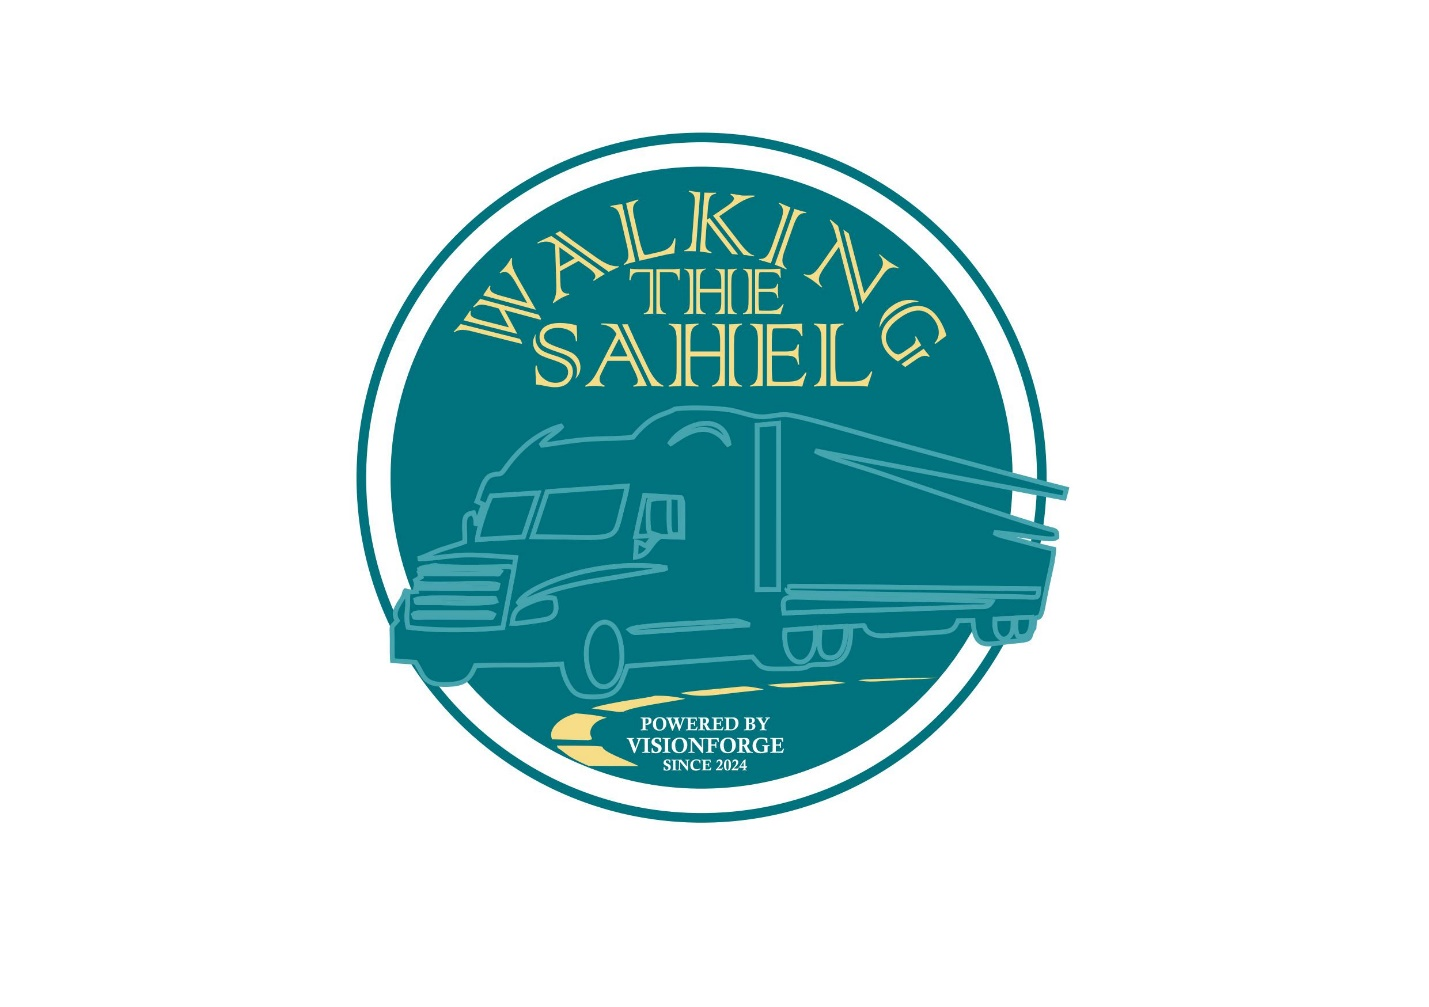 WALKING
THE
SAHEL
POWERED BY
VISIONFORGE
SINCE 2024